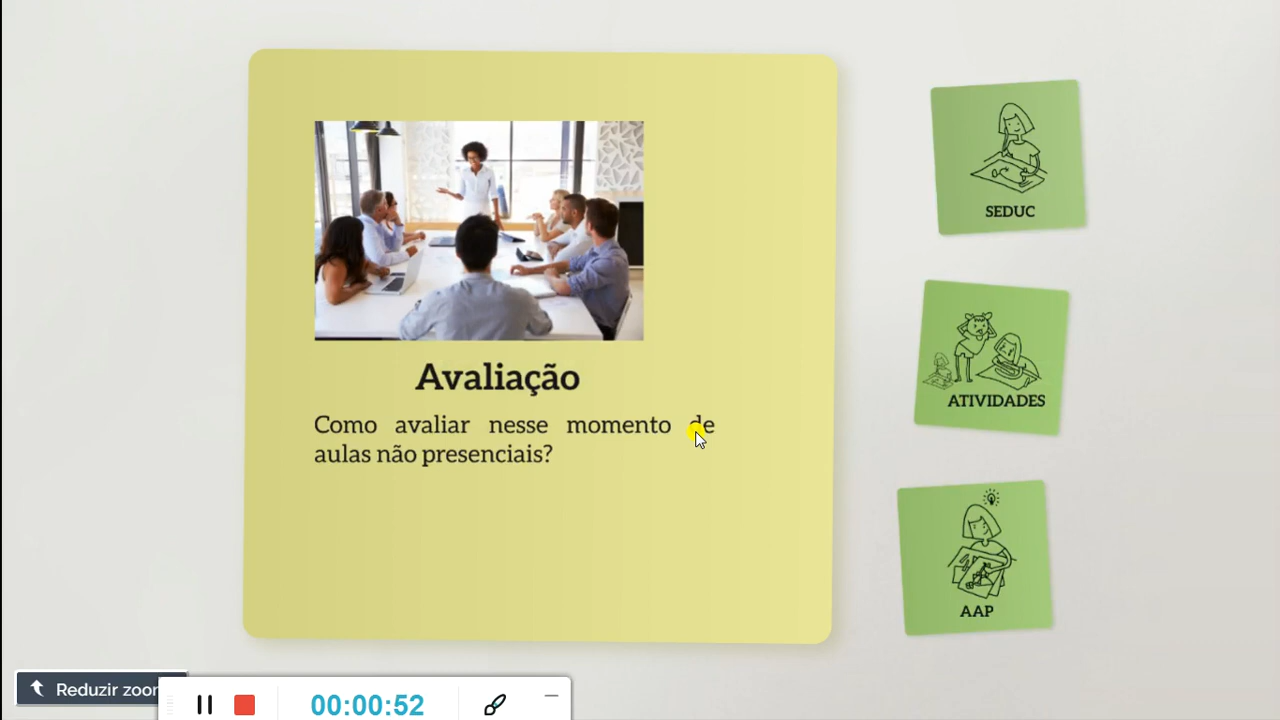 Avaliação
Como avaliar nesse momento de
aulas não presenciais?
SEDUC
ATIVIDADES
AAP
Reduzir zoom
00:00:52